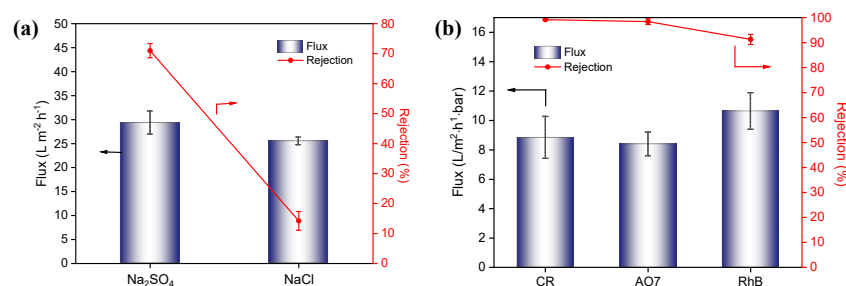 (a)
50
45
40
35
30
25
20
15
10
5
0
Flux (L m⁻² h⁻¹)
Flux
Rejection
80
70
60
50
40
30
20
10
0
Rejection (%)
Na₂SO₄
NaCl
(b)
16
14
12
10
8
6
4
2
0
Flux (L/m²·h¹·bar)
Flux
Rejection
100
90
80
70
60
50
40
30
20
10
0
Rejection (%)
CR
AO7
RhB